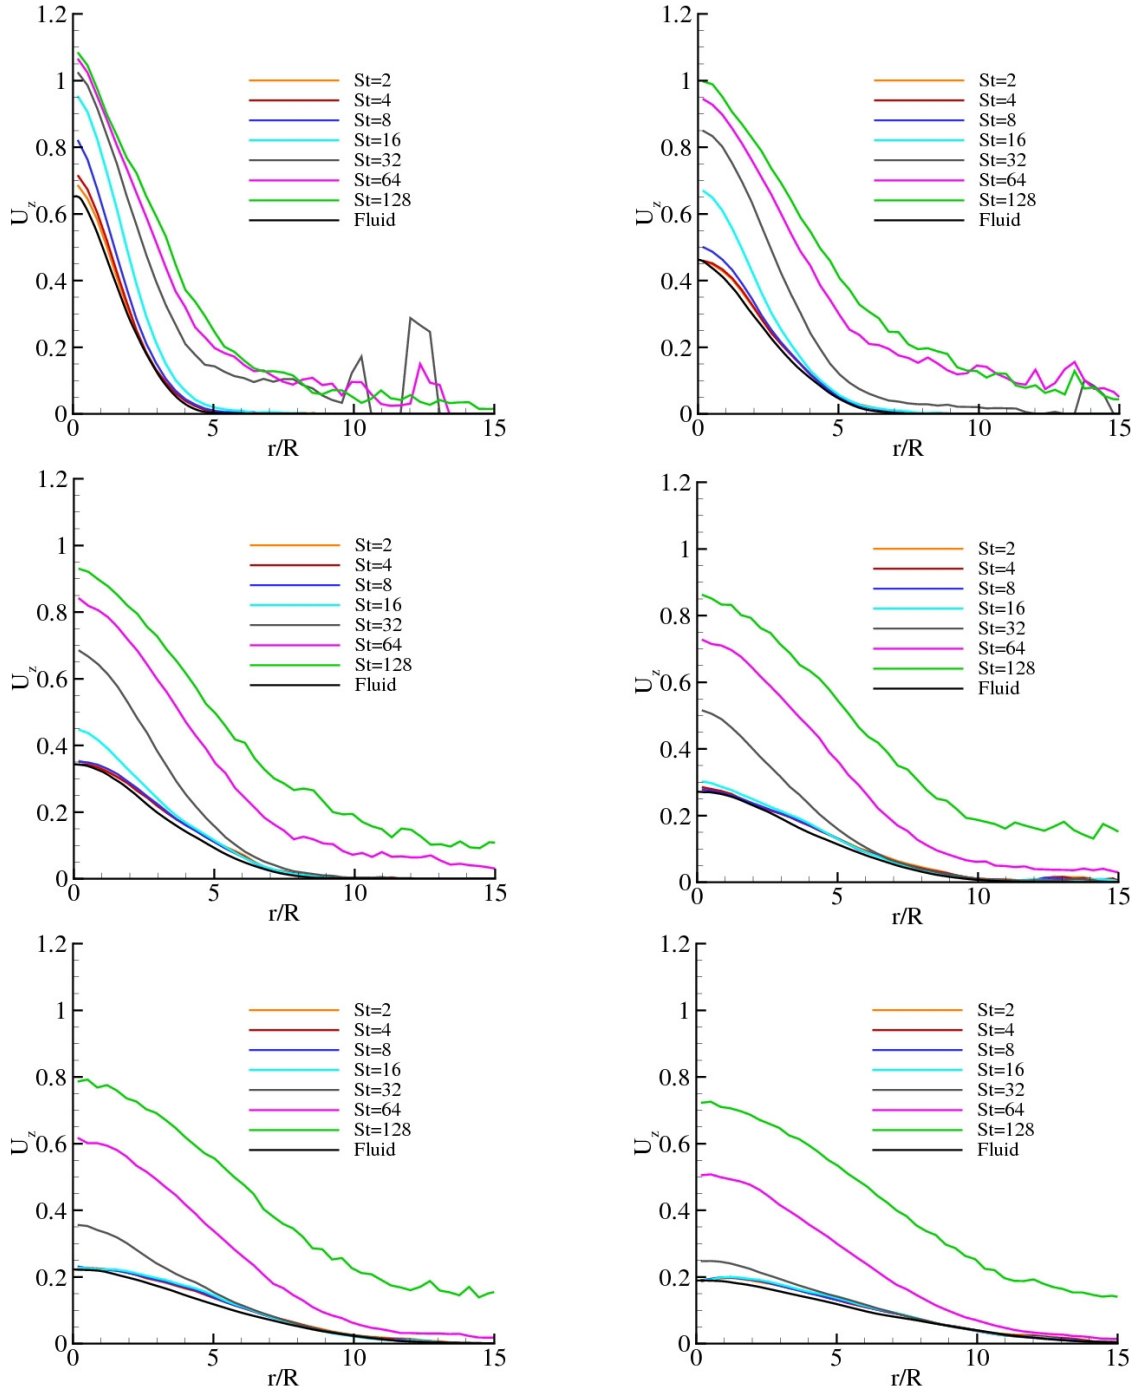 1.2
1
0.8
0.6
0.4
0.2
0
U_z
St=2
St=4
St=8
St=16
St=32
St=64
St=128
Fluid
0 5 10 15
r/R
1.2
1
0.8
0.6
0.4
0.2
0
U_z
St=2
St=4
St=8
St=16
St=32
St=64
St=128
Fluid
0 5 10 15
r/R
1.2
1
0.8
0.6
0.4
0.2
0
U_z
St=2
St=4
St=8
St=16
St=32
St=64
St=128
Fluid
0 5 10 15
r/R
1.2
1
0.8
0.6
0.4
0.2
0
U_z
St=2
St=4
St=8
St=16
St=32
St=64
St=128
Fluid
0 5 10 15
r/R
1.2
1
0.8
0.6
0.4
0.2
0
U_z
St=2
St=4
St=8
St=16
St=32
St=64
St=128
Fluid
0 5 10 15
r/R
1.2
1
0.8
0.6
0.4
0.2
0
U_z
St=2
St=4
St=8
St=16
St=32
St=64
St=128
Fluid
0 5 10 15
r/R